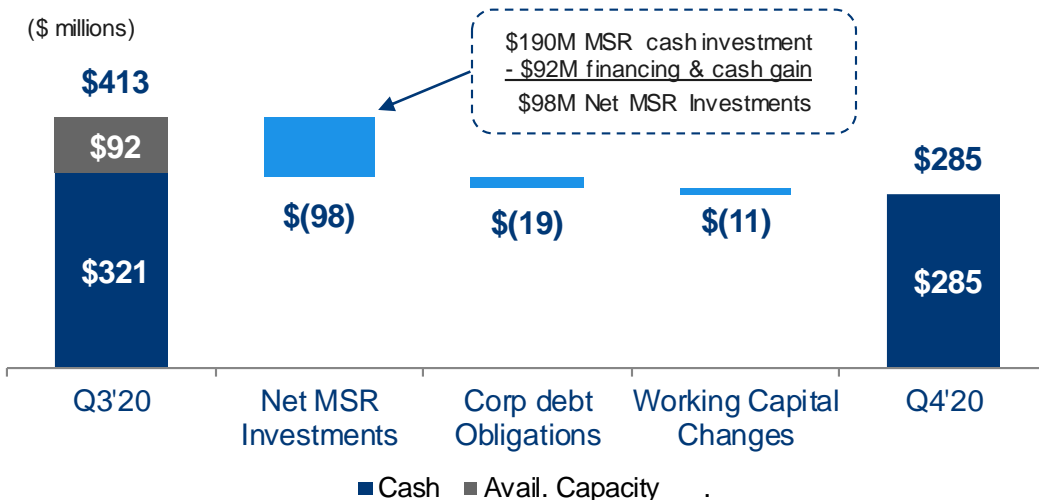 ($ millions)
$190M MSR cash investment
- $92M financing & cash gain
$98M Net MSR Investments
$413
$92
$321
$(98)
$(19)
$(11)
$285
$285
Q3'20
Net MSR
Investments
Corp debt
Obligations
Working Capital
Changes
Q4'20
Cash
Avail. Capacity .